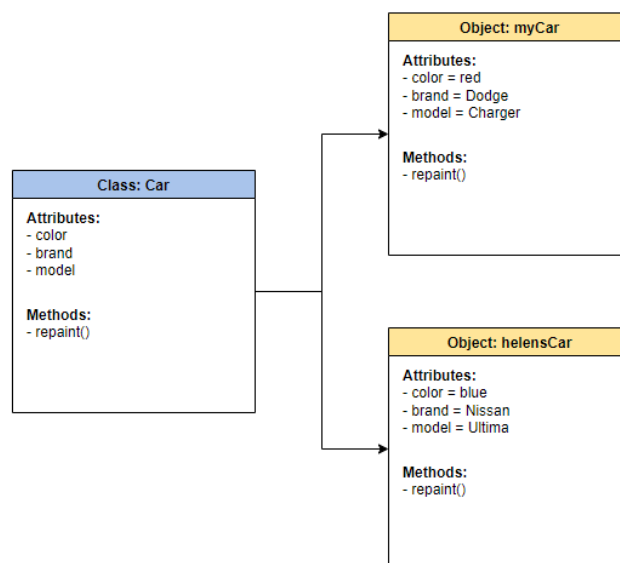 Class: Car
Attributes:
- color
- brand
- model
Methods:
- repaint()
Object: myCar
Attributes:
- color = red
- brand = Dodge
- model = Charger
Methods:
- repaint()
Object: helensCar
Attributes:
- color = blue
- brand = Nissan
- model = Ultima
Methods:
- repaint()